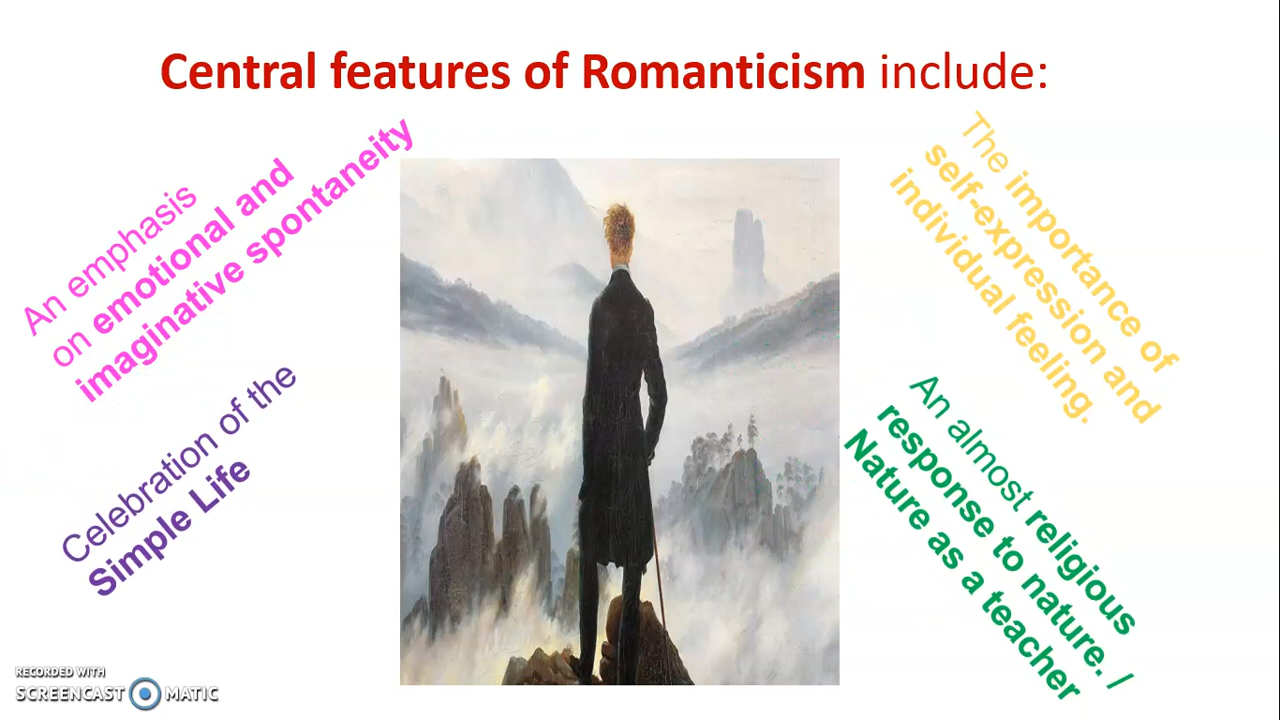 Central features of Romanticism include:
An emphasis
on emotional and
imaginative spontaneity
The importance of
self-expression and
individual feeling.
Celebration of the
Simple Life
An almost religious
response to nature. /
Nature as a teacher
RECORDED WITH
SCREENCAST MATIC